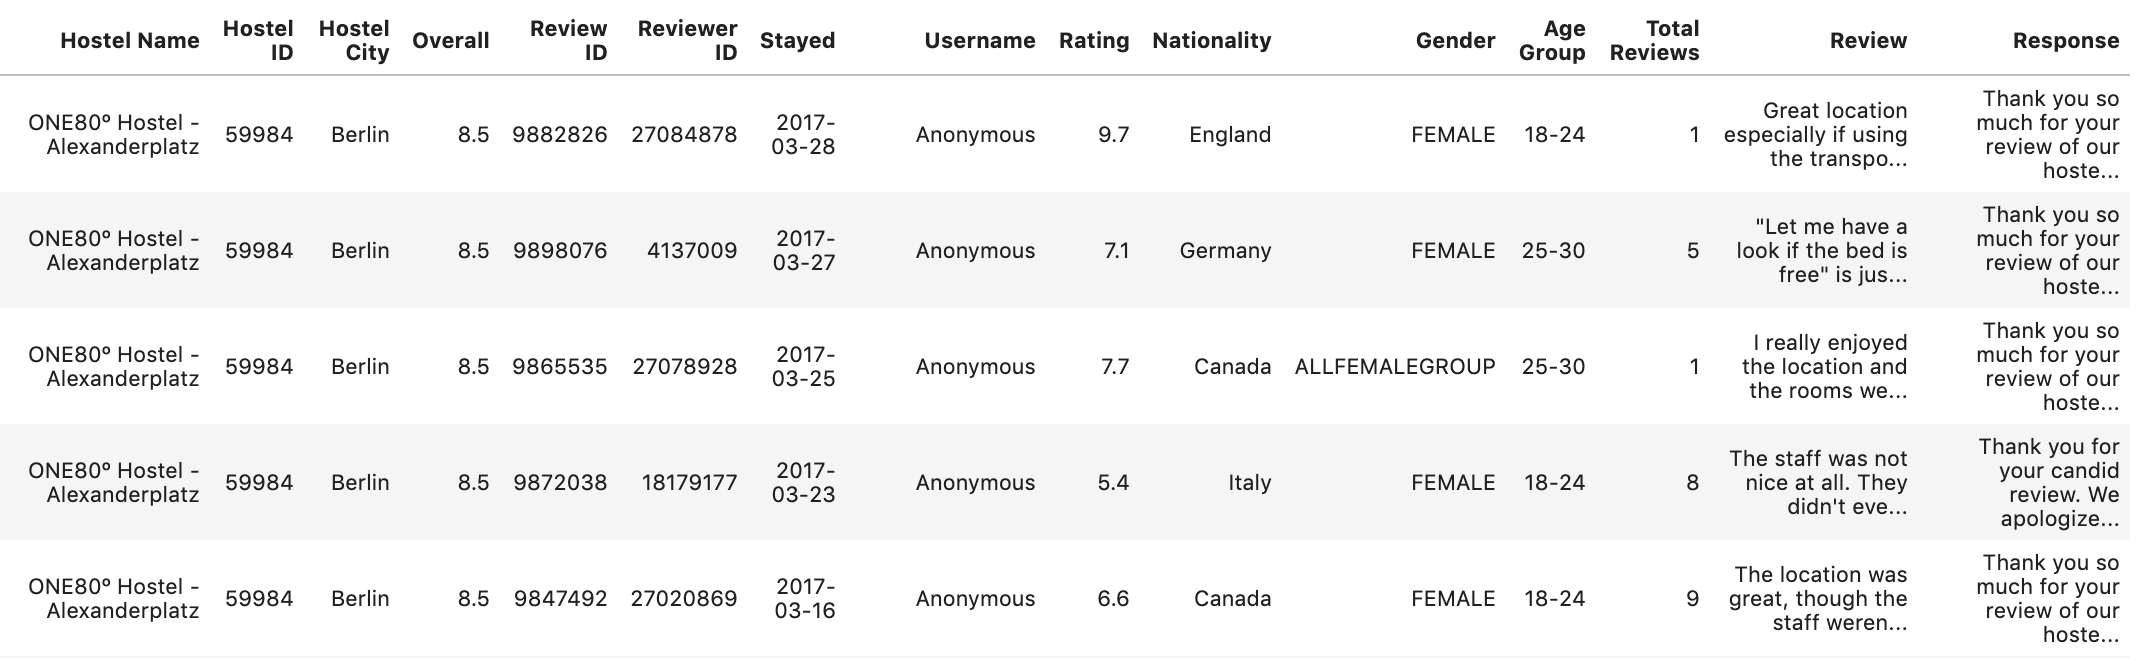 Hostel Name Hostel ID Hostel City Overall Review ID Reviewer ID Stayed Username Rating Nationality Gender Age Group Total Reviews Review Response
ONE80º Hostel - Alexanderplatz 59984 Berlin 8.5 9882826 27084878 2017-03-28 Anonymous 9.7 England FEMALE 18-24 1 Great location especially if using the transpo... Thank you so much for your review of our hoste...
ONE80º Hostel - Alexanderplatz 59984 Berlin 8.5 9898076 4137009 2017-03-27 Anonymous 7.1 Germany FEMALE 25-30 5 "Let me have a look if the bed is free" is jus... Thank you so much for your review of our hoste...
ONE80º Hostel - Alexanderplatz 59984 Berlin 8.5 9865535 27078928 2017-03-25 Anonymous 7.7 Canada ALLFEMALEGROUP 25-30 1 I really enjoyed the location and the rooms we... Thank you so much for your review of our hoste...
ONE80º Hostel - Alexanderplatz 59984 Berlin 8.5 9872038 18179177 2017-03-23 Anonymous 5.4 Italy FEMALE 18-24 8 The staff was not nice at all. They didn't eve... Thank you for your candid review. We apologize...
ONE80º Hostel - Alexanderplatz 59984 Berlin 8.5 9847492 27020869 2017-03-16 Anonymous 6.6 Canada FEMALE 18-24 9 The location was great, though the staff weren... Thank you so much for your review of our hoste...